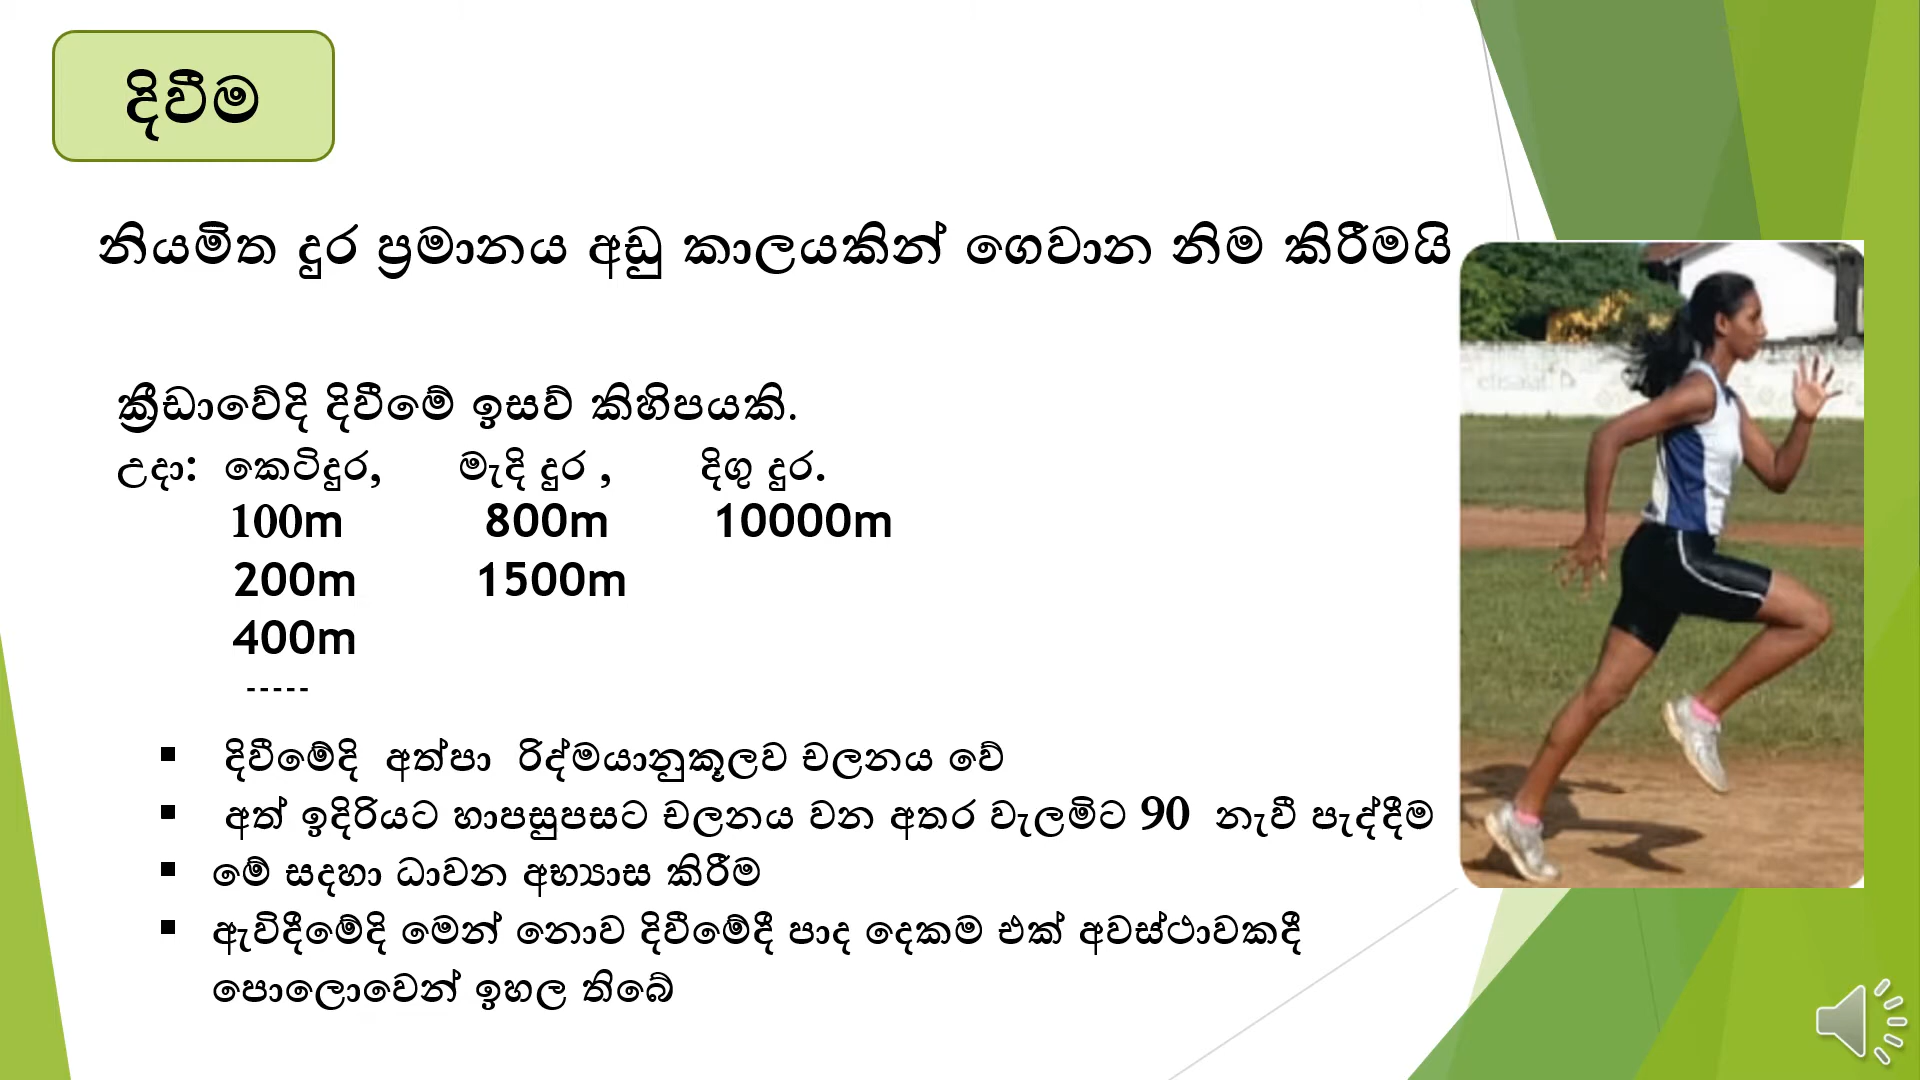 දිවීම
නියමිත දුර ප්‍රමානය අඩු කාලයකින් ගෙවාන නිම කිරීමයි
ක්‍රීඩාවේදි දිවීමේ ඉසව් කිහිපයකි.
උදා: කෙටිදුර, මැදි දුර , දිගු දුර.
100m 800m 10000m
200m 1500m
400m
-----
▪ දිවීමේදි අත්පා රිද්මයානුකූලව චලනය වේ
▪ අත් ඉදිරියට හාපසුපසට චලනය වන අතර වැලමිට 90 නැවී පැද්දීම
▪ මේ සදහා ධාවන අභ්‍යාස කිරීම
▪ ඇවිදීමේදි මෙන් නොව දිවීමේදී පාද දෙකම එක් අවස්ථාවකදී
පොලොවෙන් ඉහල තිබේ